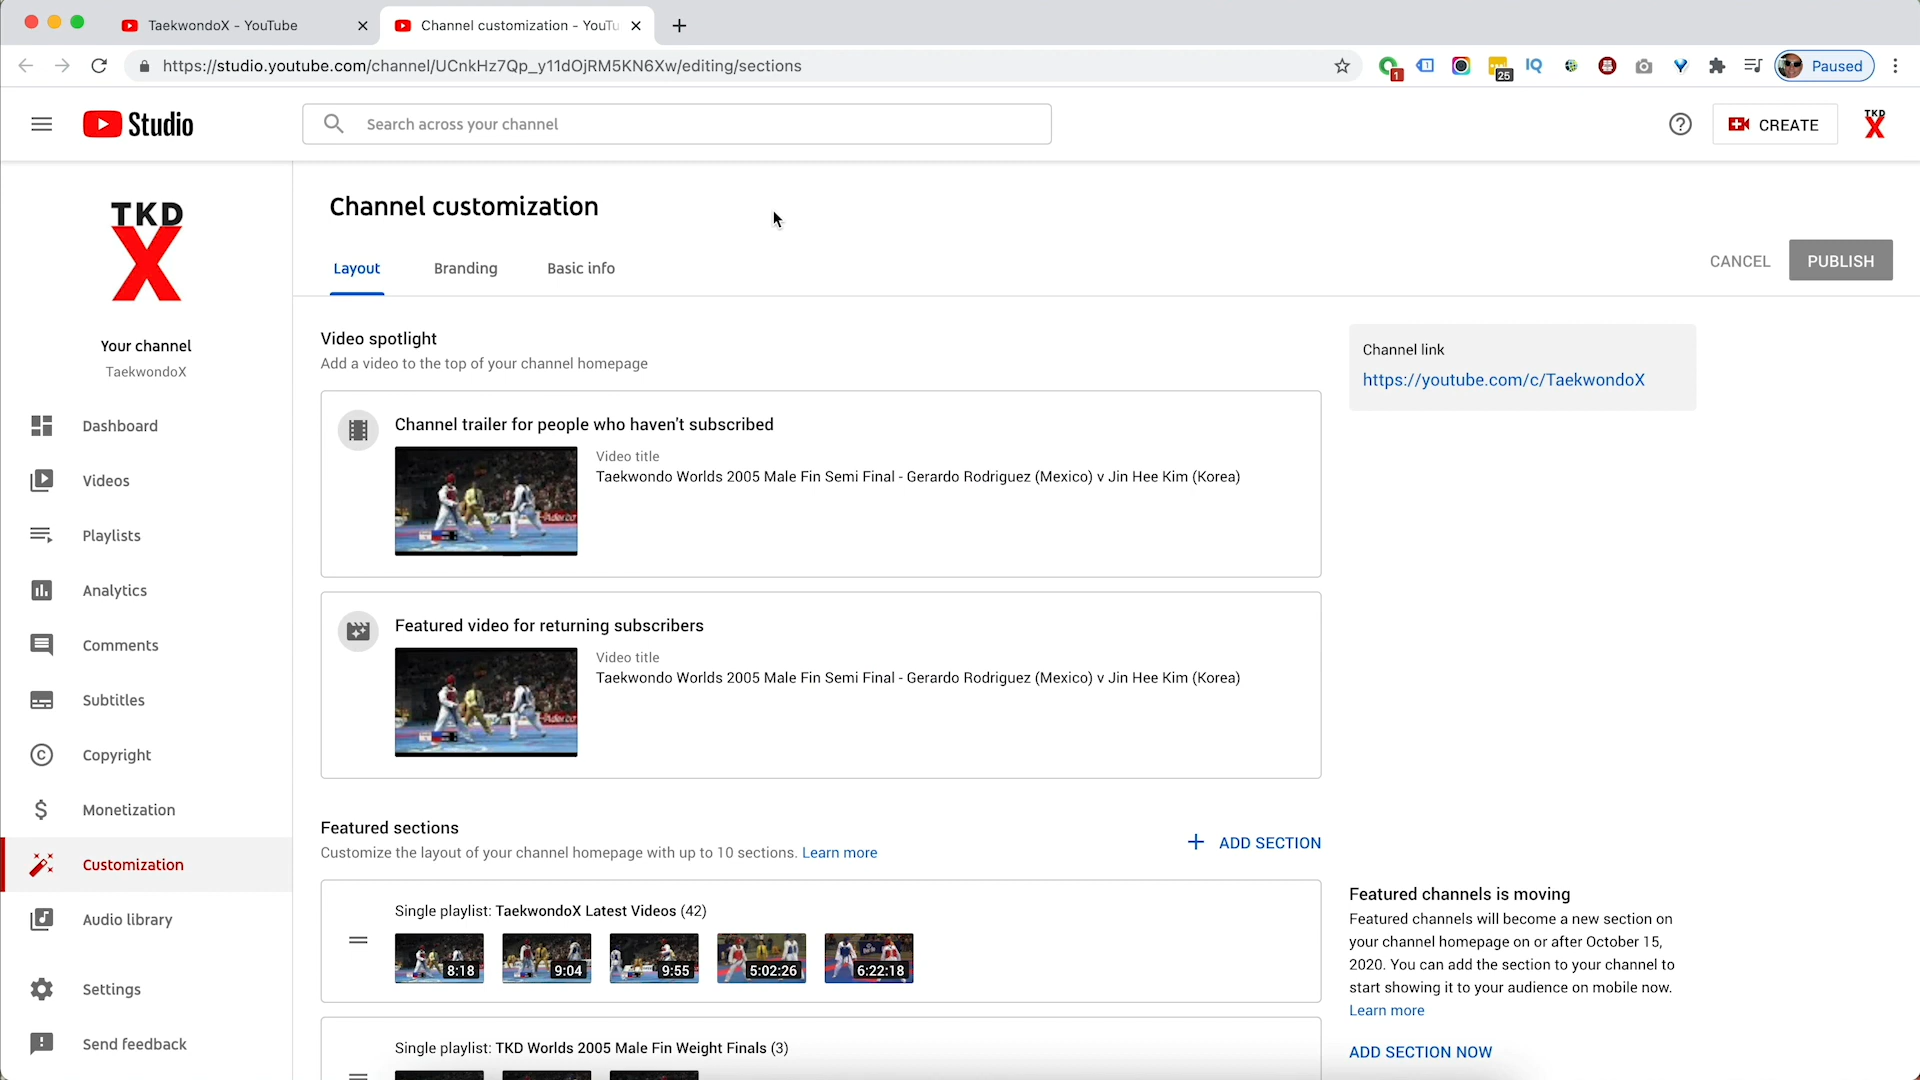 TaekwondoX - YouTube
Channel customization - YouTu
https://studio.youtube.com/channel/UCnkHz7Qp_y11dOjRM5KN6Xw/editing/sections
1
25
IQ
Paused
Studio
Search across your channel
CREATE
TKD
X
TKD
X
Your channel
TaekwondoX
Dashboard
Videos
Playlists
Analytics
Comments
Subtitles
Copyright
Monetization
Customization
Audio library
Settings
Send feedback
Channel customization
Layout
Branding
Basic info
CANCEL
PUBLISH
Video spotlight
Add a video to the top of your channel homepage
Channel trailer for people who haven't subscribed
Video title
Taekwondo Worlds 2005 Male Fin Semi Final - Gerardo Rodriguez (Mexico) v Jin Hee Kim (Korea)
Featured video for returning subscribers
Video title
Taekwondo Worlds 2005 Male Fin Semi Final - Gerardo Rodriguez (Mexico) v Jin Hee Kim (Korea)
Featured sections
Customize the layout of your channel homepage with up to 10 sections. Learn more
ADD SECTION
Single playlist: TaekwondoX Latest Videos (42)
8:18
9:04
9:55
5:02:26
6:22:18
Single playlist: TKD Worlds 2005 Male Fin Weight Finals (3)
Channel link
https://youtube.com/c/TaekwondoX
Featured channels is moving
Featured channels will become a new section on
your channel homepage on or after October 15,
2020. You can add the section to your channel to
start showing it to your audience on mobile now.
Learn more
ADD SECTION NOW